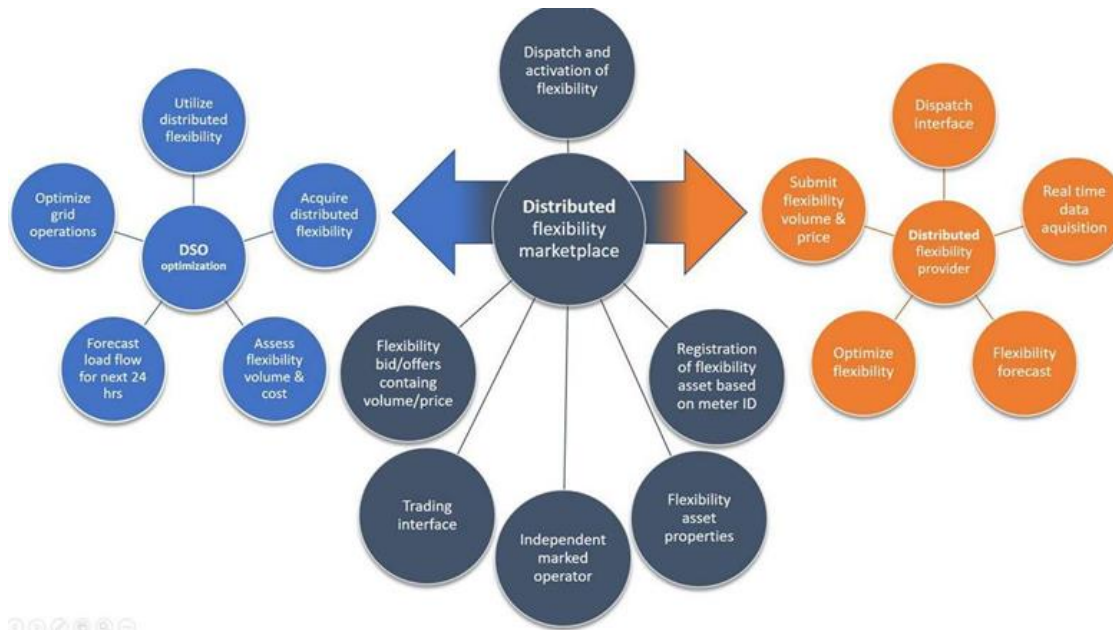 Dispatch and
activation of
flexibility
Utilize
distributed
flexibility
Optimize
grid
operations
Acquire
distributed
flexibility
DSO
optimization
Forecast
load flow
for next 24
hrs
Assess
flexibility
volume &
cost
Distributed
flexibility
marketplace
Flexibility
bid/offers
containg
volume/price
Trading
interface
Independent
marked
operator
Flexibility
asset
properties
Registration
of flexibility
asset based
on meter ID
Dispatch
interface
Submit
flexibility
volume &
price
Real time
data
aquisition
Distributed
flexibility
provider
Optimize
flexibility
Flexibility
forecast